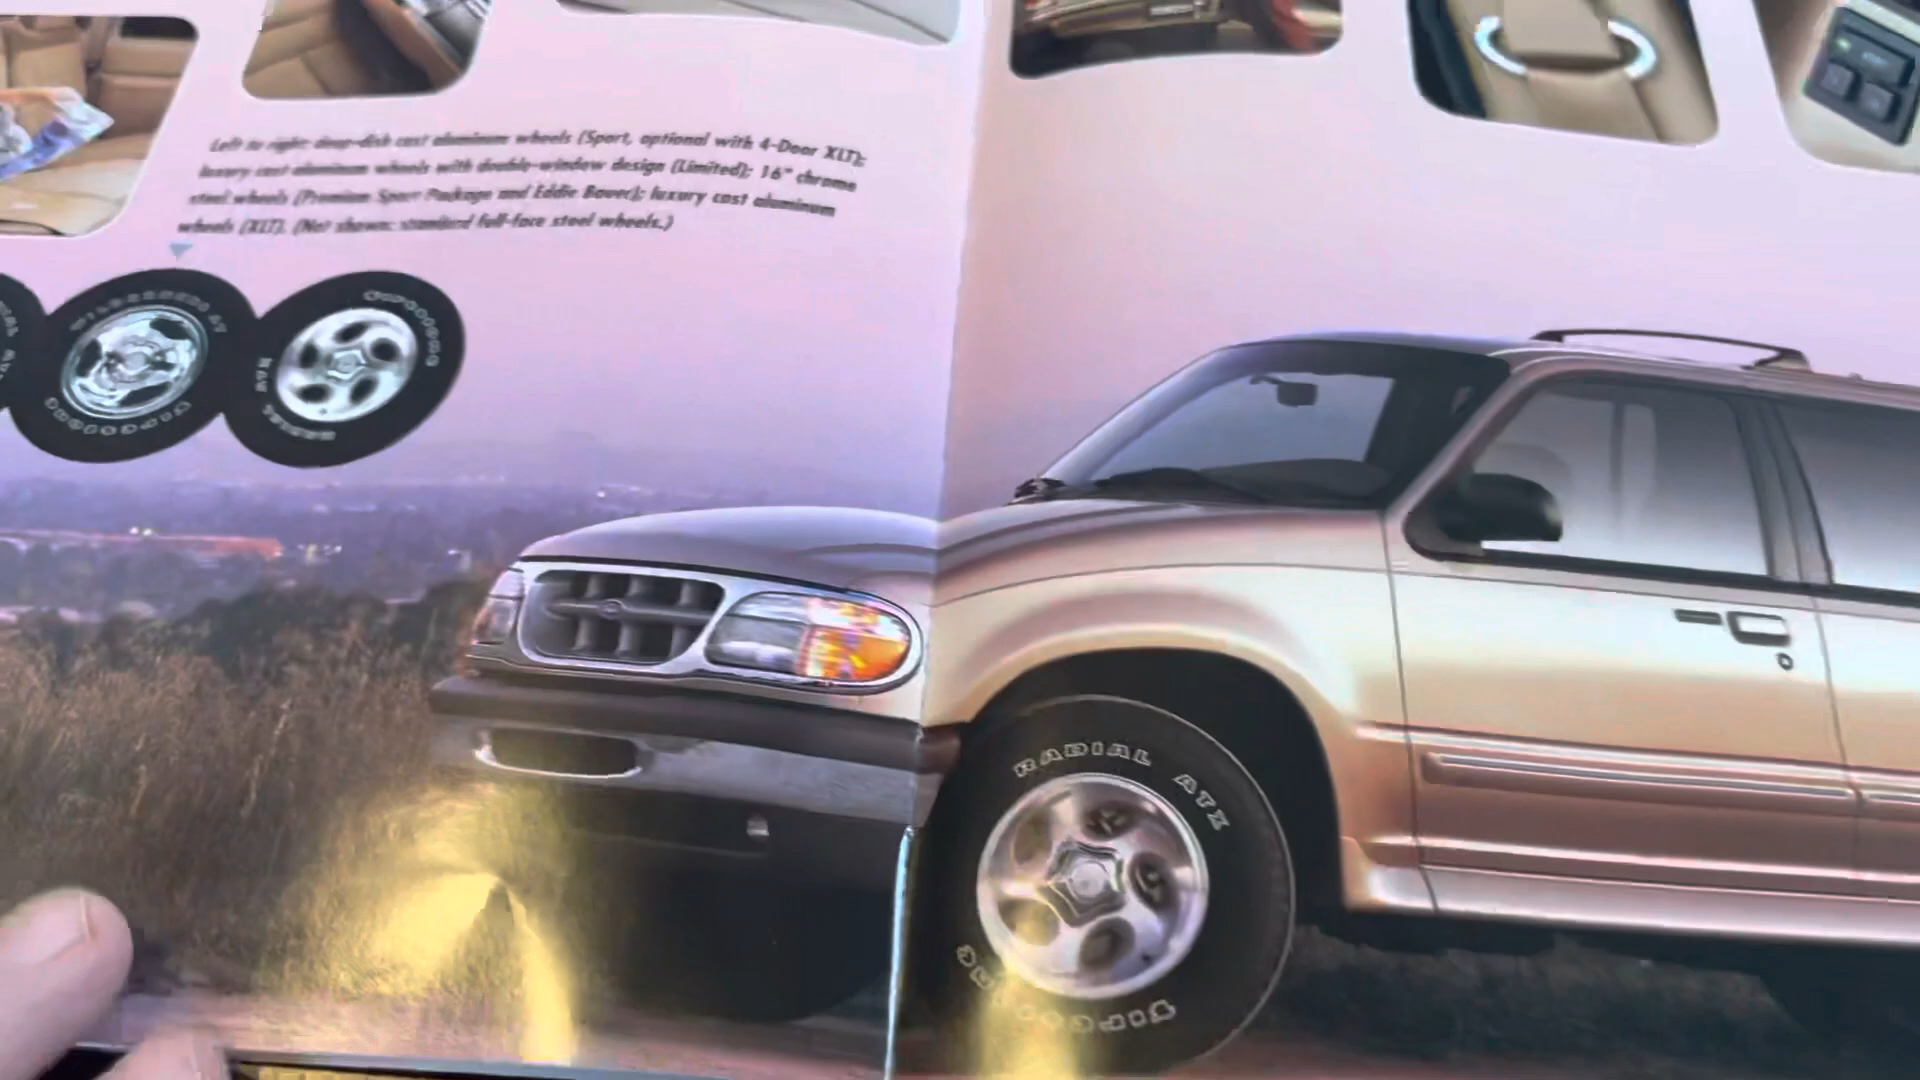 Left to right: deep-dish cast aluminum wheels (Sport, optional with 4-Door XLT);
luxury cast aluminum wheels with double-window design (Limited); 16" chrome
steel wheels (Premium Sport Package and Eddie Bauer); luxury cast aluminum
wheels (XLT). (Not shown: standard full-face steel wheels.)
WILDERNESS AT
RADIAL ATX